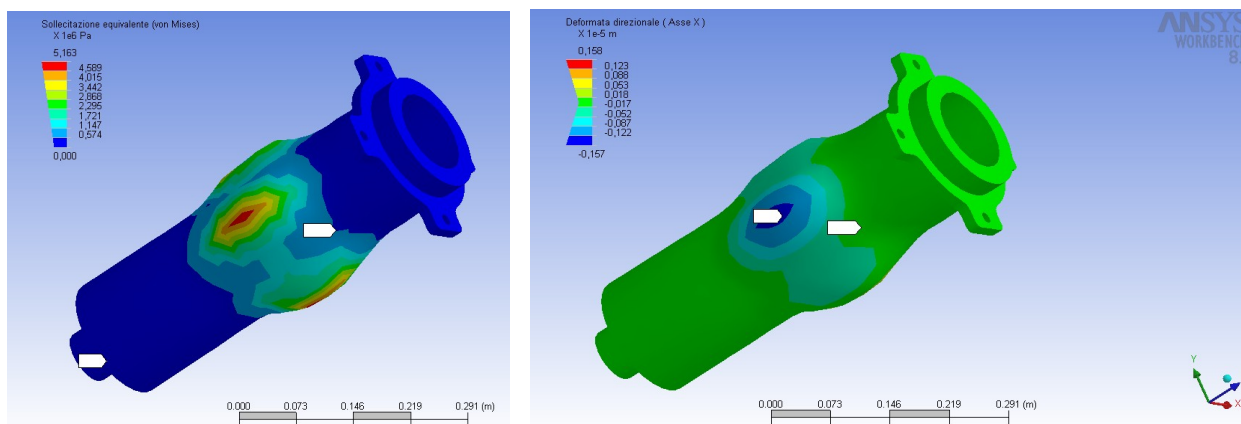 Sollecitazione equivalente (von Mises)
X 1e6 Pa
5,163
4,589
4,015
3,442
2,868
2,295
1,721
1,147
0,574
0,000
0.000
0.073
0.146
0.219
0.291 (m)
Deformata direzionale ( Asse X )
X 1e-5 m
0,158
0,123
0,088
0,053
0,018
-0,017
-0,052
-0,087
-0,122
-0,157
ANSYS
WORKBENCH
8.
0.000
0.073
0.146
0.219
0.291 (m)
Y
X